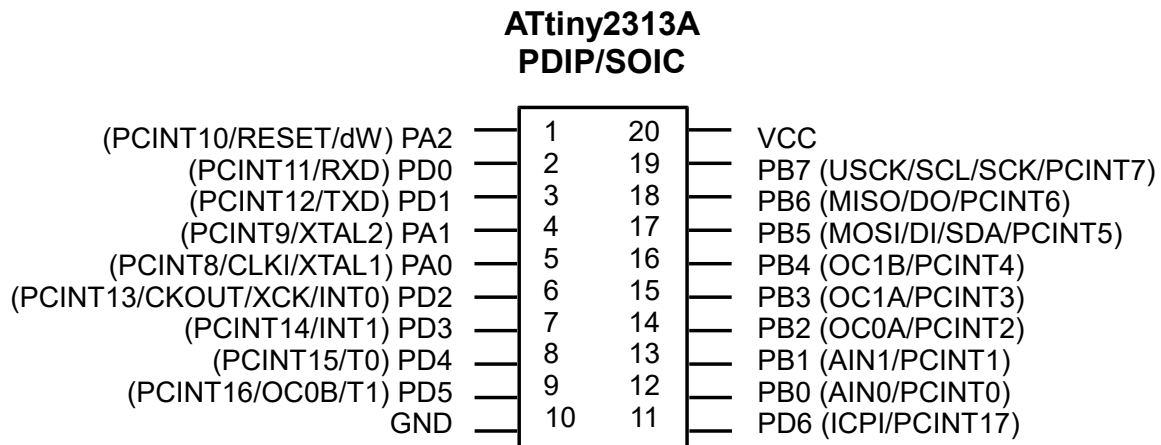 ATtiny2313A
PDIP/SOIC
(PCINT10/RESET/dW) PA2 1 20 VCC
(PCINT11/RXD) PD0 2 19 PB7 (USCK/SCL/SCK/PCINT7)
(PCINT12/TXD) PD1 3 18 PB6 (MISO/DO/PCINT6)
(PCINT9/XTAL2) PA1 4 17 PB5 (MOSI/DI/SDA/PCINT5)
(PCINT8/CLKI/XTAL1) PA0 5 16 PB4 (OC1B/PCINT4)
(PCINT13/CKOUT/XCK/INT0) PD2 6 15 PB3 (OC1A/PCINT3)
(PCINT14/INT1) PD3 7 14 PB2 (OC0A/PCINT2)
(PCINT15/T0) PD4 8 13 PB1 (AIN1/PCINT1)
(PCINT16/OC0B/T1) PD5 9 12 PB0 (AIN0/PCINT0)
GND 10 11 PD6 (ICPI/PCINT17)